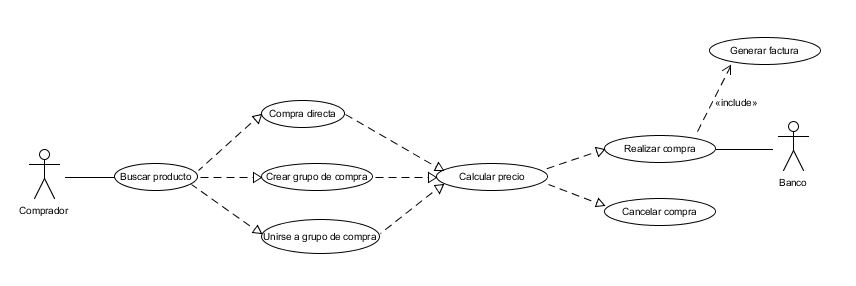 Generar factura
«include»
Compra directa
Realizar compra
Buscar producto
Crear grupo de compra
Calcular precio
Banco
Comprador
Cancelar compra
Unirse a grupo de compra